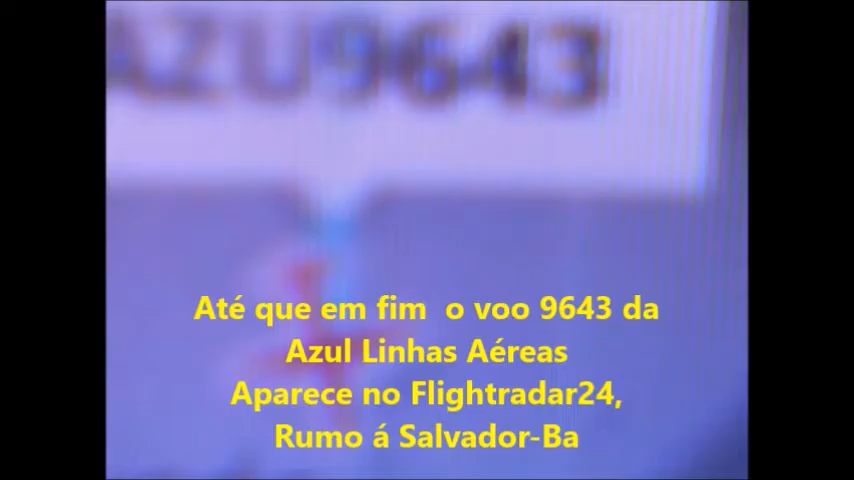 AZU9643
Até que em fim o voo 9643 da
Azul Linhas Aéreas
Aparece no Flightradar24,
Rumo á Salvador-Ba